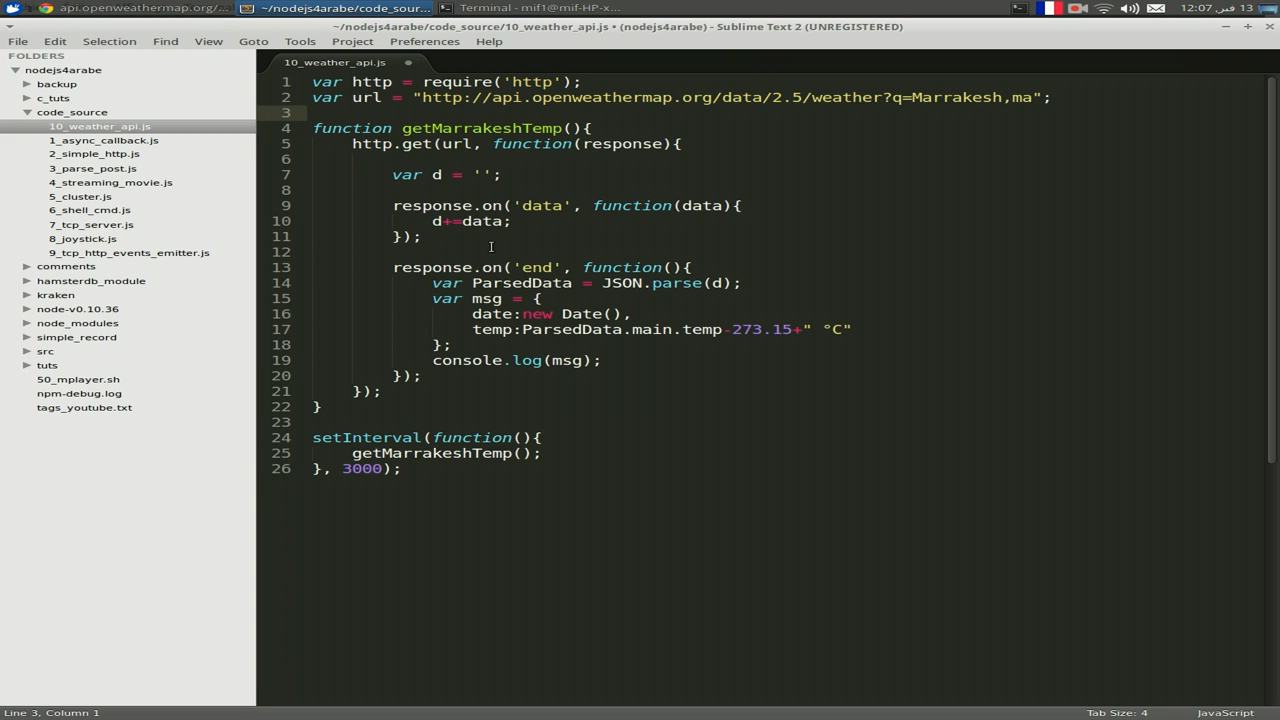 api.openweathermap.org/...
~/nodejs4arabe/code_sour...
Terminal - mif1@mif-HP-x...
13 فبر, 12:07
~/nodejs4arabe/code_source/10_weather_api.js • (nodejs4arabe) - Sublime Text 2 (UNREGISTERED)
File Edit Selection Find View Goto Tools Project Preferences Help
FOLDERS
nodejs4arabe
backup
c_tuts
code_source
10_weather_api.js
1_async_callback.js
2_simple_http.js
3_parse_post.js
4_streaming_movie.js
5_cluster.js
6_shell_cmd.js
7_tcp_server.js
8_joystick.js
9_tcp_http_events_emitter.js
comments
hamsterdb_module
kraken
node-v0.10.36
node_modules
simple_record
src
tuts
50_mplayer.sh
npm-debug.log
tags_youtube.txt
10_weather_api.js
1 var http = require('http');
2 var url = "http://api.openweathermap.org/data/2.5/weather?q=Marrakesh,ma";
3
4 function getMarrakeshTemp(){
5 http.get(url, function(response){
6
7 var d = '';
8
9 response.on('data', function(data){
10 d+=data;
11 });
12
13 response.on('end', function(){
14 var ParsedData = JSON.parse(d);
15 var msg = {
16 date:new Date(),
17 temp:ParsedData.main.temp-273.15+" °C"
18 };
19 console.log(msg);
20 });
21 });
22 }
23
24 setInterval(function(){
25 getMarrakeshTemp();
26 }, 3000);
Line 3, Column 1
Tab Size: 4
JavaScript